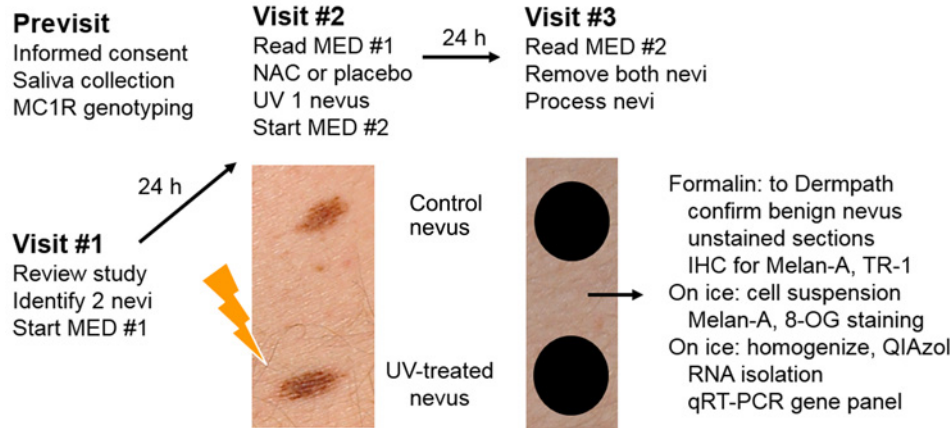 Previsit
Informed consent
Saliva collection
MC1R genotyping
Visit #1
Review study
Identify 2 nevi
Start MED #1
24 h
Visit #2
Read MED #1
NAC or placebo
UV 1 nevus
Start MED #2
24 h
Visit #3
Read MED #2
Remove both nevi
Process nevi
Control
nevus
UV-treated
nevus
Formalin: to Dermpath
confirm benign nevus
unstained sections
IHC for Melan-A, TR-1
On ice: cell suspension
Melan-A, 8-OG staining
On ice: homogenize, QIAzol
RNA isolation
qRT-PCR gene panel